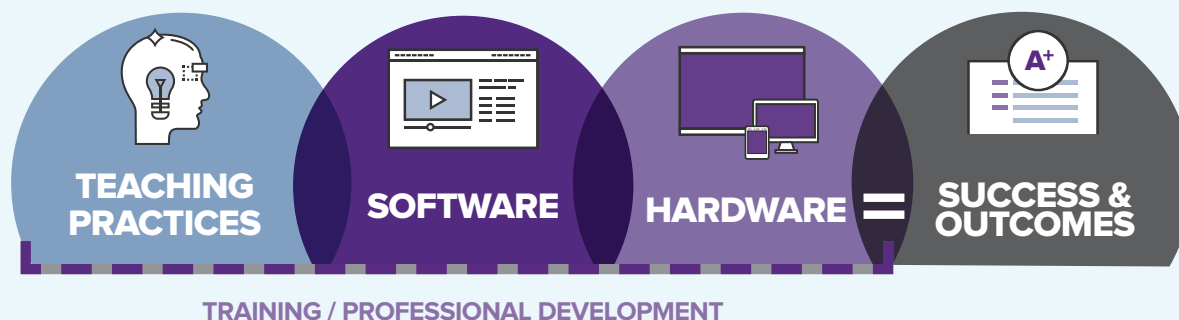 TEACHING
PRACTICES
SOFTWARE
HARDWARE
=
SUCCESS &
OUTCOMES
A+
TRAINING / PROFESSIONAL DEVELOPMENT